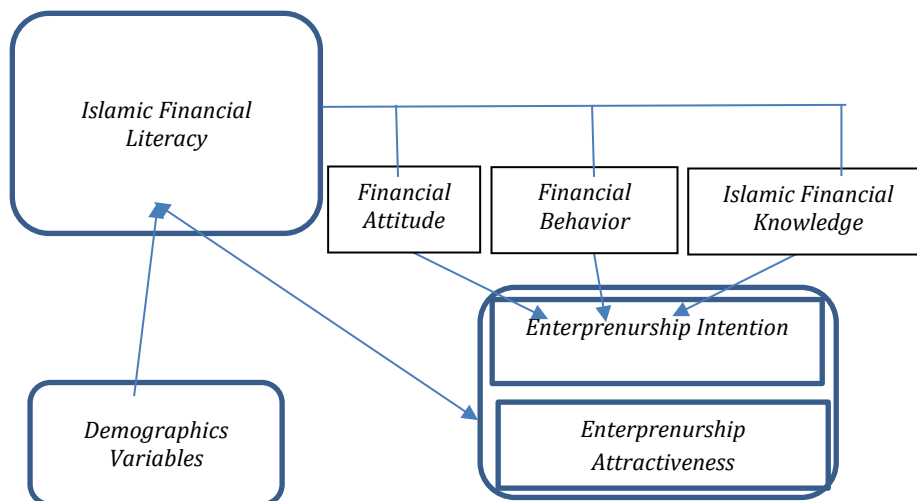 Islamic Financial
Literacy
Financial
Attitude
Financial
Behavior
Islamic Financial
Knowledge
Enterprenurship Intention
Demographics
Variables
Enterprenurship
Attractiveness